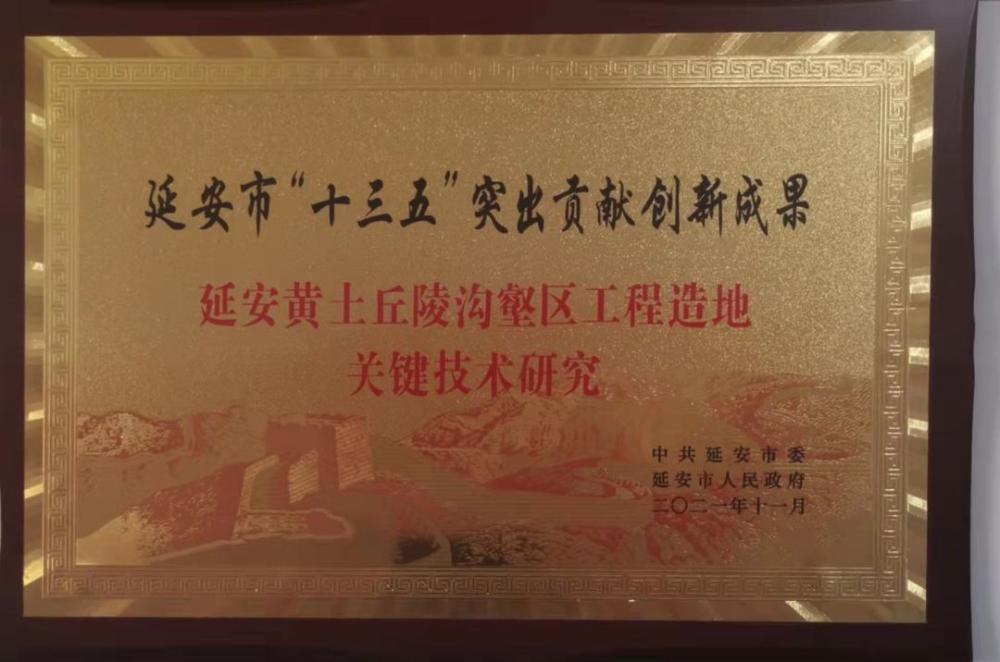 延安市“十三五”突出贡献创新成果
延安黄土丘陵沟壑区工程造地
关键技术研究
中共延安市委
延安市人民政府
二〇二一年十一月